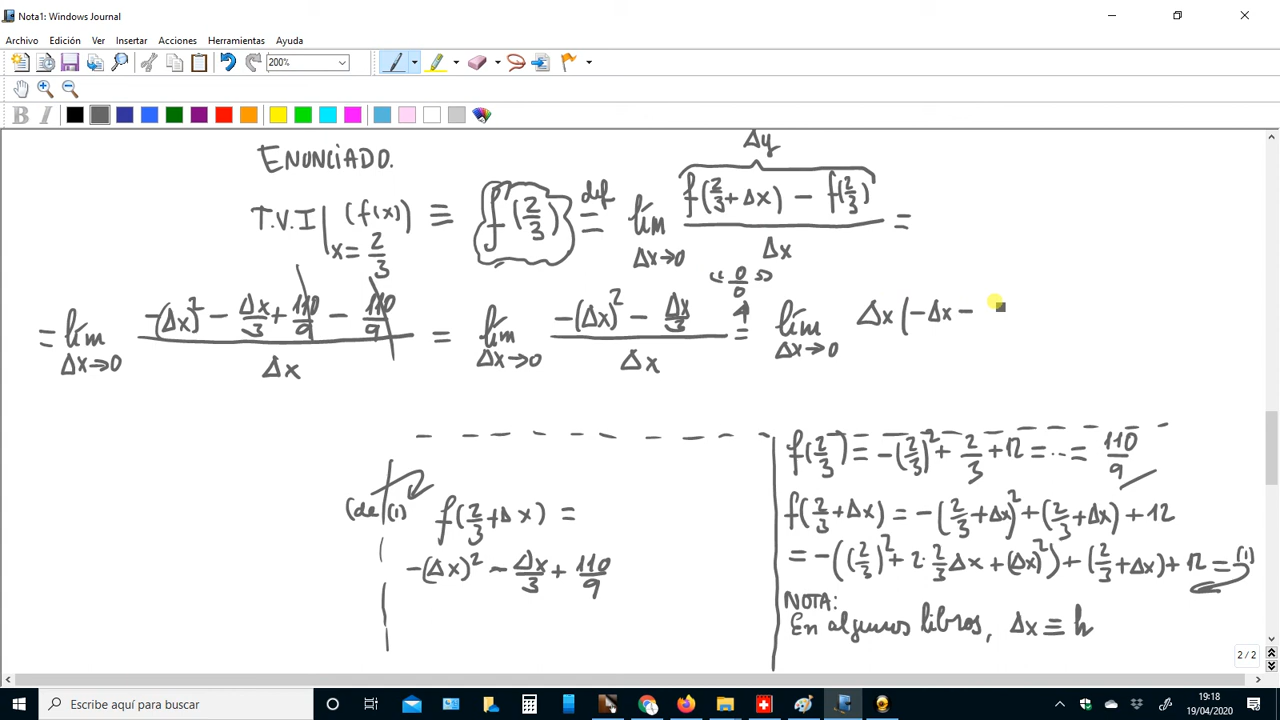 Nota1: Windows Journal
Archivo Edición Ver Insertar Acciones Herramientas Ayuda
200%
B I
ENUNCIADO.
Δy
T.V.I | x = 2/3 (f(x)) ≡ f'(2/3) =def lím Δx→0 (f(2/3+Δx) − f(2/3))/Δx =
= lím Δx→0 (−(Δx)² − Δx/3 + 110/9 − 110/9)/Δx = lím Δx→0 (−(Δx)² − Δx/3)/Δx = «0/0» lím Δx→0 Δx(−Δx −
f(2/3) = −(2/3)² + 2/3 + 12 = ... = 110/9
(de (1) f(2/3+Δx) =
−(Δx)² − Δx/3 + 110/9
f(2/3+Δx) = −(2/3+Δx)² + (2/3+Δx) + 12
= −((2/3)² + 2·2/3Δx + (Δx)²) + (2/3+Δx) + 12 = (1)
NOTA:
En algunos libros, Δx ≡ h
2 / 2
Escribe aquí para buscar
19:18
19/04/2020